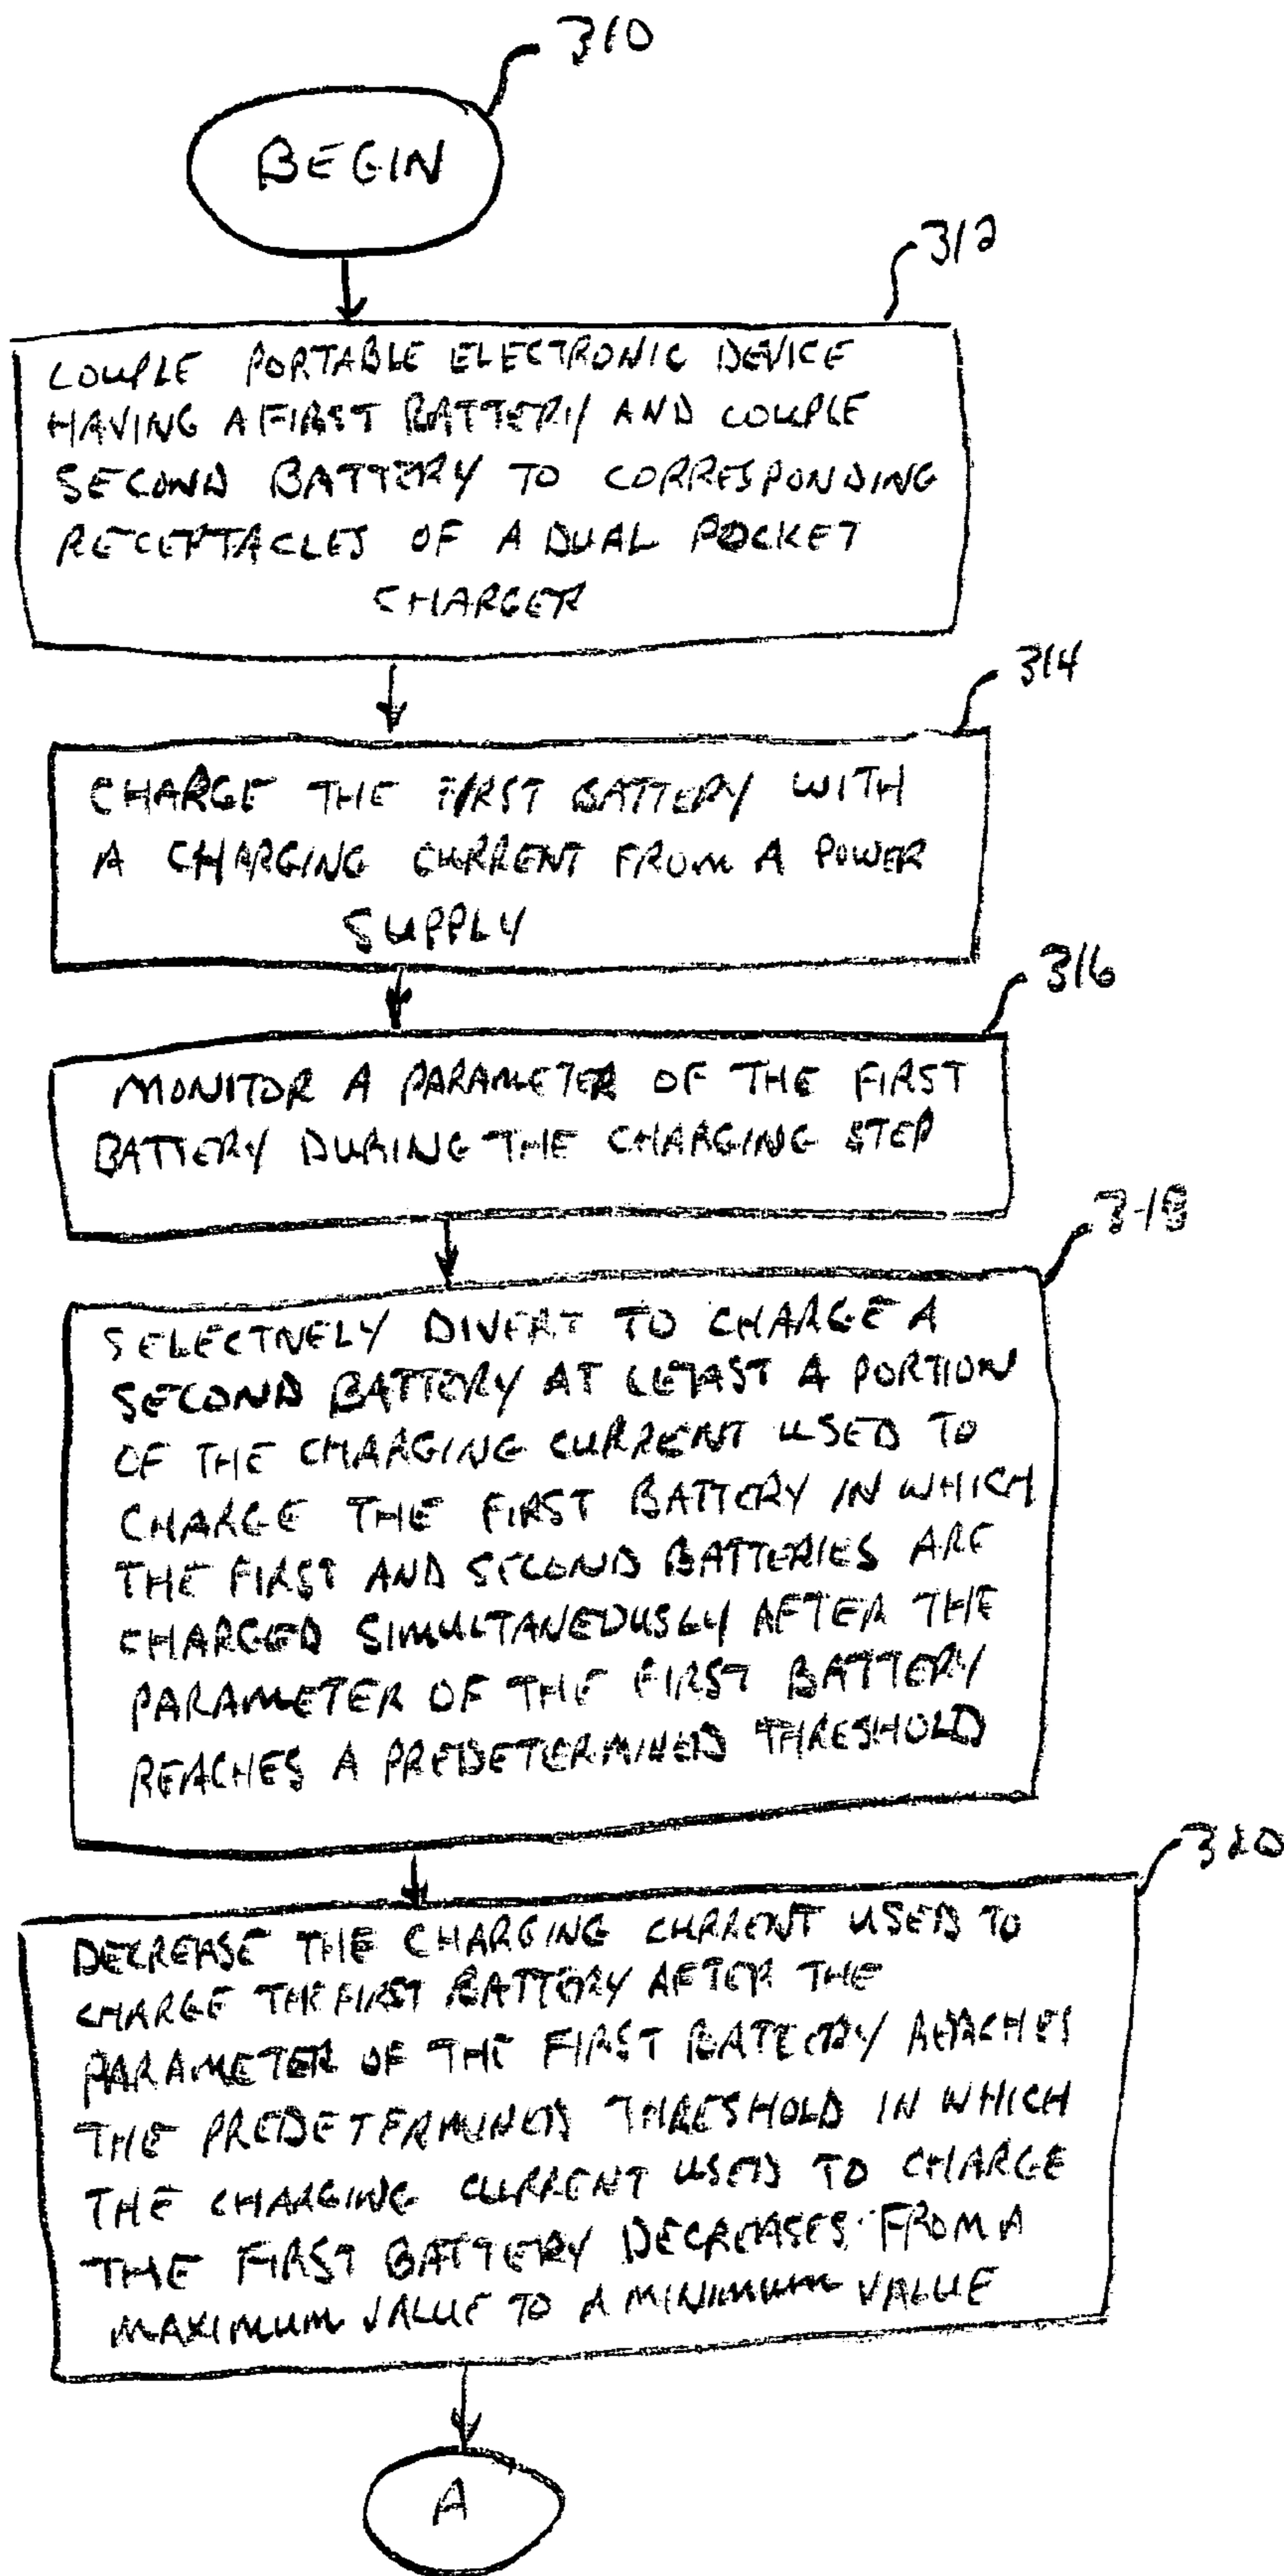 310
BEGIN
312
COUPLE PORTABLE ELECTRONIC DEVICE
HAVING A FIRST BATTERY AND COUPLE
SECOND BATTERY TO CORRESPONDING
RECEPTACLES OF A DUAL POCKET
CHARGER
314
CHARGE THE FIRST BATTERY WITH
A CHARGING CURRENT FROM A POWER
SUPPLY
316
MONITOR A PARAMETER OF THE FIRST
BATTERY DURING THE CHARGING STEP
318
SELECTIVELY DIVERT TO CHARGE A
SECOND BATTERY AT LEAST A PORTION
OF THE CHARGING CURRENT USED TO
CHARGE THE FIRST BATTERY IN WHICH
THE FIRST AND SECOND BATTERIES ARE
CHARGED SIMULTANEOUSLY AFTER THE
PARAMETER OF THE FIRST BATTERY
REACHES A PREDETERMINED THRESHOLD
320
DECREASE THE CHARGING CURRENT USED TO
CHARGE THE FIRST BATTERY AFTER THE
PARAMETER OF THE FIRST BATTERY REACHES
THE PREDETERMINED THRESHOLD IN WHICH
THE CHARGING CURRENT USED TO CHARGE
THE FIRST BATTERY DECREASES FROM A
MAXIMUM VALUE TO A MINIMUM VALUE
A